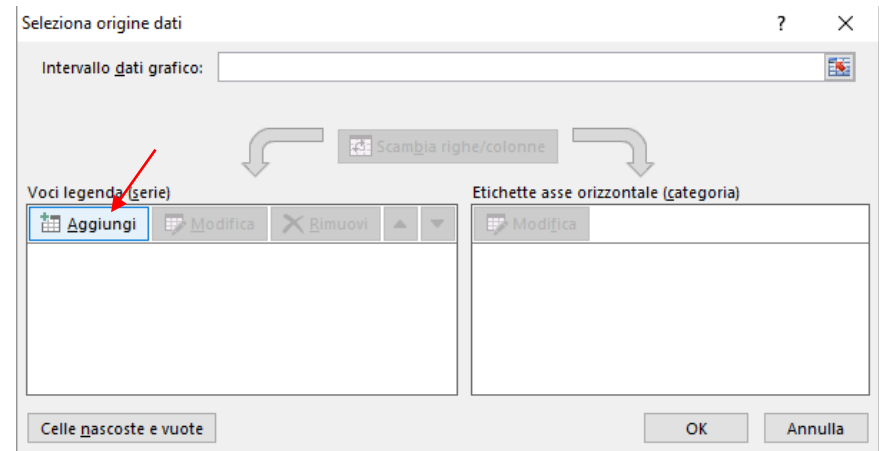 Seleziona origine dati ?
Intervallo dati grafico:
Scambia righe/colonne
Voci legenda (serie)
Etichette asse orizzontale (categoria)
Aggiungi Modifica Rimuovi
Modifica
Celle nascoste e vuote
OK Annulla